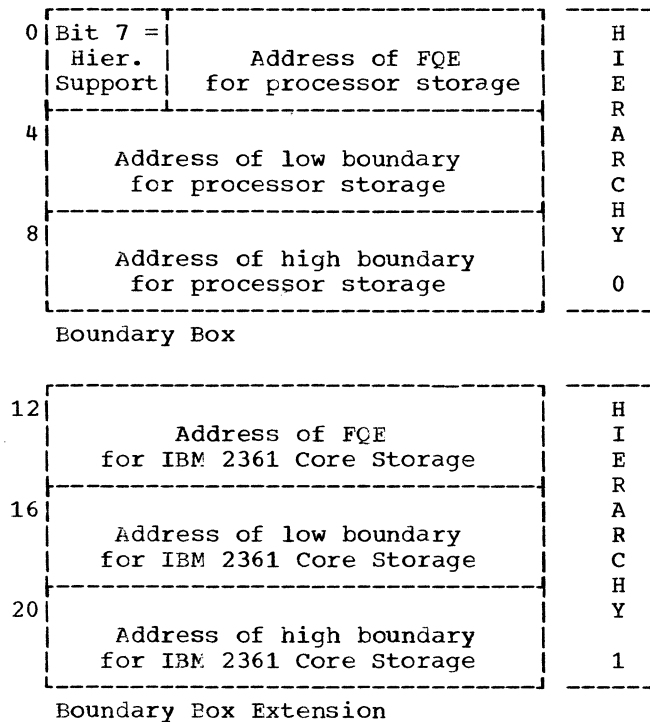 0 Bit 7 =
Hier. Address of FQE
Support for processor storage
4
Address of low boundary
for processor storage
8
Address of high boundary
for processor storage
HIERARCHY 0
Boundary Box
12
Address of FQE
for IBM 2361 Core Storage
16
Address of low boundary
for IBM 2361 Core Storage
20
Address of high boundary
for IBM 2361 Core Storage
HIERARCHY 1
Boundary Box Extension